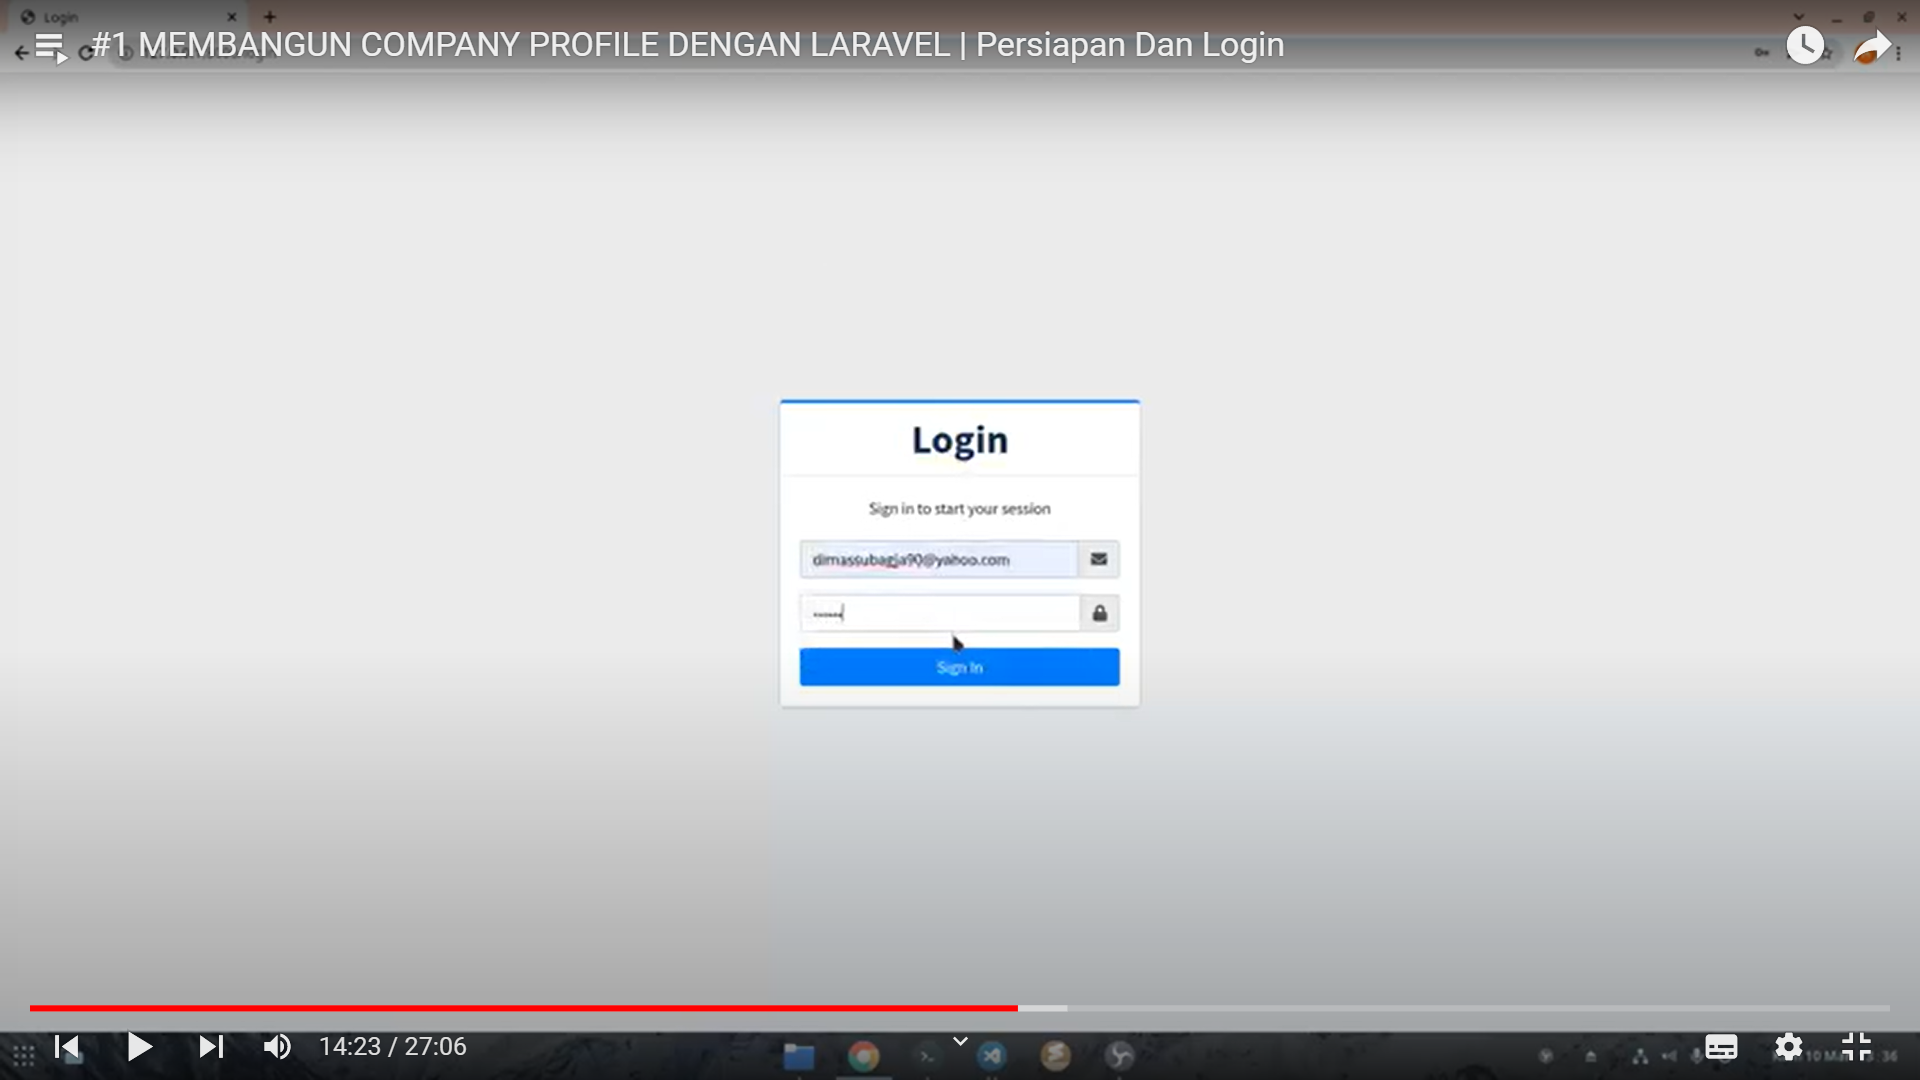 Login
#1 MEMBANGUN COMPANY PROFILE DENGAN LARAVEL | Persiapan Dan Login
Login
Sign in to start your session
dimassubagja90@yahoo.com
Sign In
14:23 / 27:06